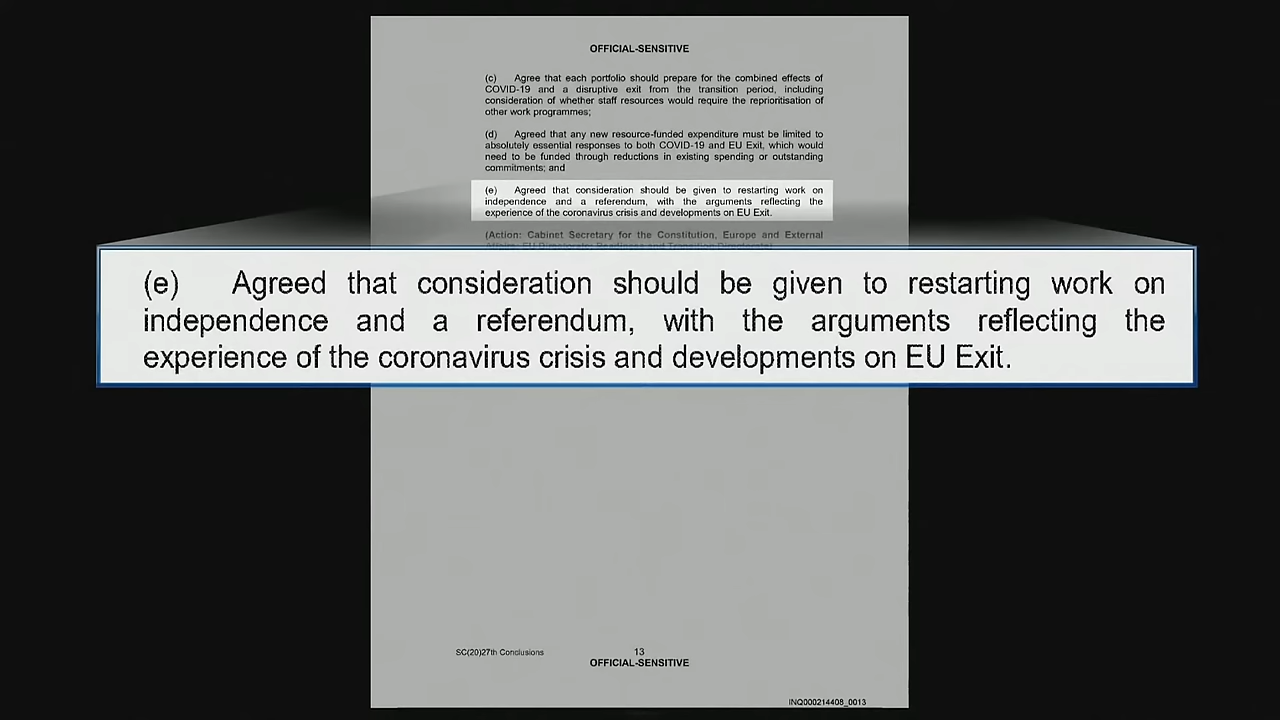 OFFICIAL-SENSITIVE
(c) Agree that each portfolio should prepare for the combined effects of
COVID-19 and a disruptive exit from the transition period, including
consideration of whether staff resources would require the reprioritisation of
other work programmes;
(d) Agreed that any new resource-funded expenditure must be limited to
absolutely essential responses to both COVID-19 and EU Exit, which would
need to be funded through reductions in existing spending or outstanding
commitments; and
(e) Agreed that consideration should be given to restarting work on
independence and a referendum, with the arguments reflecting the
experience of the coronavirus crisis and developments on EU Exit.
(Action: Cabinet Secretary for the Constitution, Europe and External
Affairs; EU Directorate; Readiness and Transition Directorate)
(e) Agreed that consideration should be given to restarting work on
independence and a referendum, with the arguments reflecting the
experience of the coronavirus crisis and developments on EU Exit.
SC(20)27th Conclusions
13
OFFICIAL-SENSITIVE
INQ000214408_0013